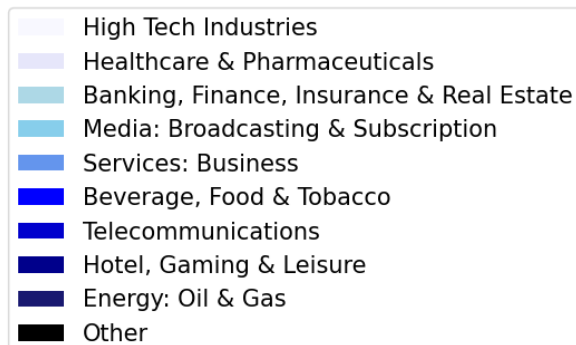 High Tech Industries
Healthcare & Pharmaceuticals
Banking, Finance, Insurance & Real Estate
Media: Broadcasting & Subscription
Services: Business
Beverage, Food & Tobacco
Telecommunications
Hotel, Gaming & Leisure
Energy: Oil & Gas
Other